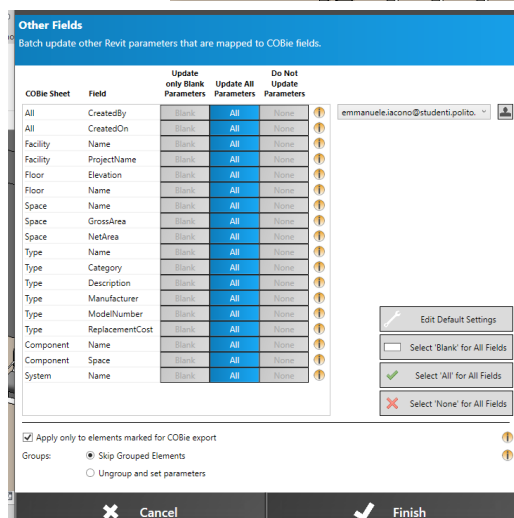 Other Fields
Batch update other Revit parameters that are mapped to COBie fields.
COBie Sheet Field Update only Blank Parameters Update All Parameters Do Not Update Parameters
All CreatedBy Blank All None emmanuele.iacono@studenti.polito.
All CreatedOn Blank All None
Facility Name Blank All None
Facility ProjectName Blank All None
Floor Elevation Blank All None
Floor Name Blank All None
Space Name Blank All None
Space GrossArea Blank All None
Space NetArea Blank All None
Type Name Blank All None
Type Category Blank All None
Type Description Blank All None
Type Manufacturer Blank All None
Type ModelNumber Blank All None
Type ReplacementCost Blank All None
Component Name Blank All None
Component Space Blank All None
System Name Blank All None
Edit Default Settings
Select 'Blank' for All Fields
Select 'All' for All Fields
Select 'None' for All Fields
Apply only to elements marked for COBie export
Groups: Skip Grouped Elements
Ungroup and set parameters
Cancel Finish